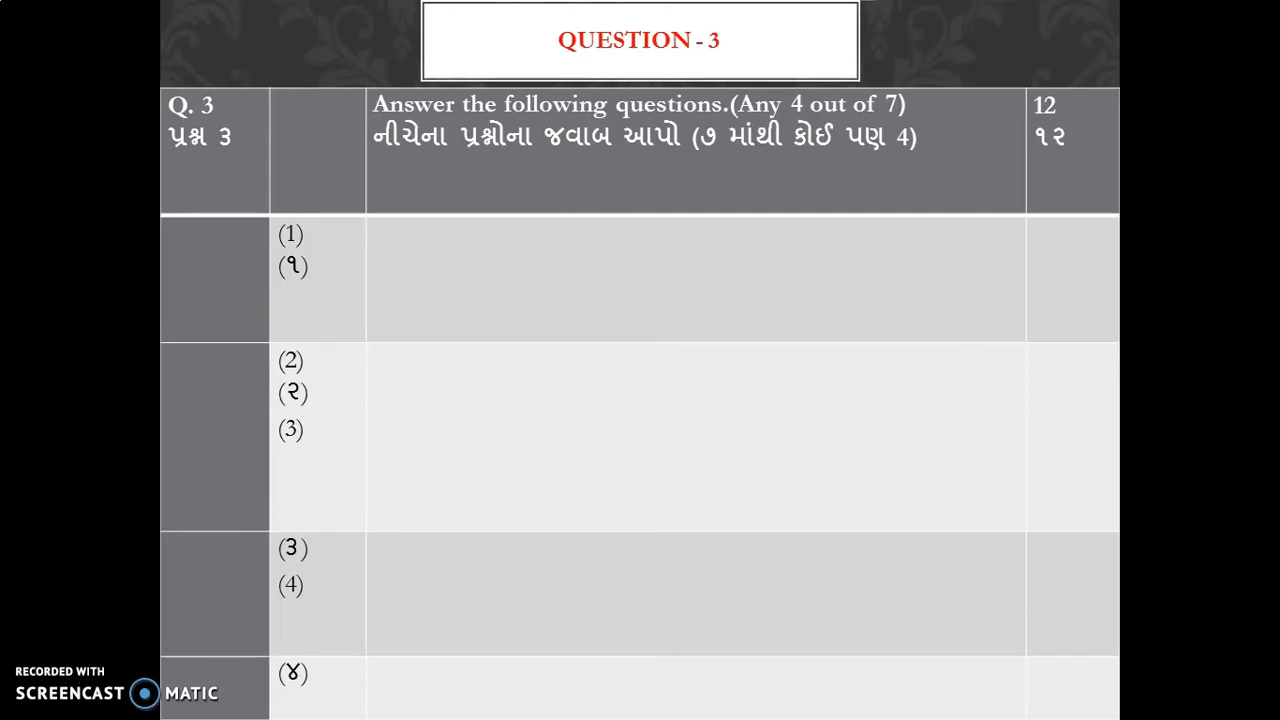 QUESTION - 3
Q. 3
પ્રશ્ન ૩
Answer the following questions.(Any 4 out of 7)
નીચેના પ્રશ્નોના જવાબ આપો (૭ માંથી કોઈ પણ 4)
12
૧૨
(1)
(૧)
(2)
(૨)
(3)
(૩)
(4)
(૪)
RECORDED WITH
SCREENCAST MATIC